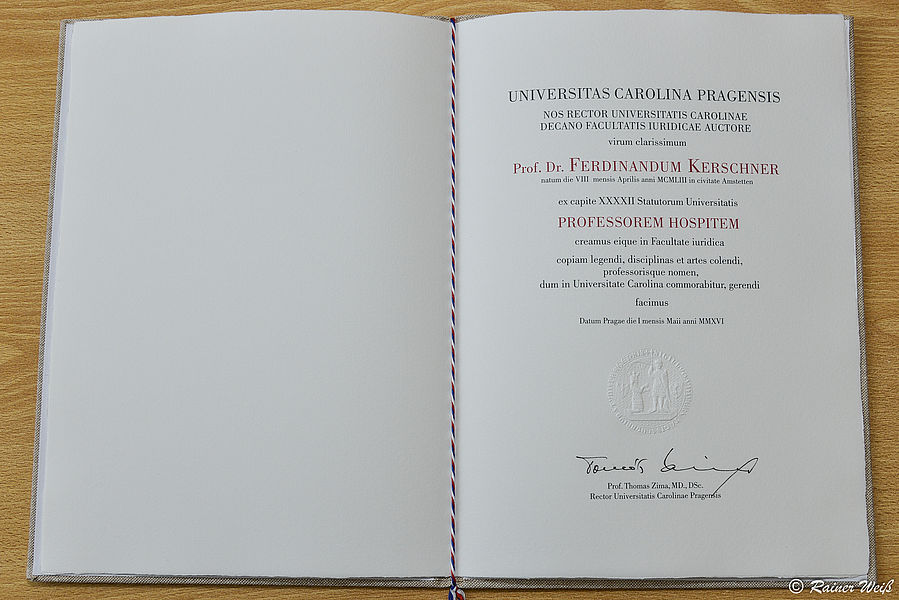 UNIVERSITAS CAROLINA PRAGENSIS
NOS RECTOR UNIVERSITATIS CAROLINAE
DECANO FACULTATIS IURIDICAE AUCTORE
virum clarissimum
Prof. Dr. FERDINANDUM KERSCHNER
natum die VIII mensis Aprilis anni MCMLIII in civitate Amstetten
ex capite XXXXII Statutorum Universitatis
PROFESSOREM HOSPITEM
creamus eique in Facultate iuridica
copiam legendi, disciplinas et artes colendi,
professorisque nomen,
dum in Universitate Carolina commorabitur, gerendi
facimus
Datum Pragae die I mensis Maii anni MMXVI
Prof. Thomas Zima, MD., DSc.
Rector Universitatis Carolinae Pragensis
© Rainer Weiß